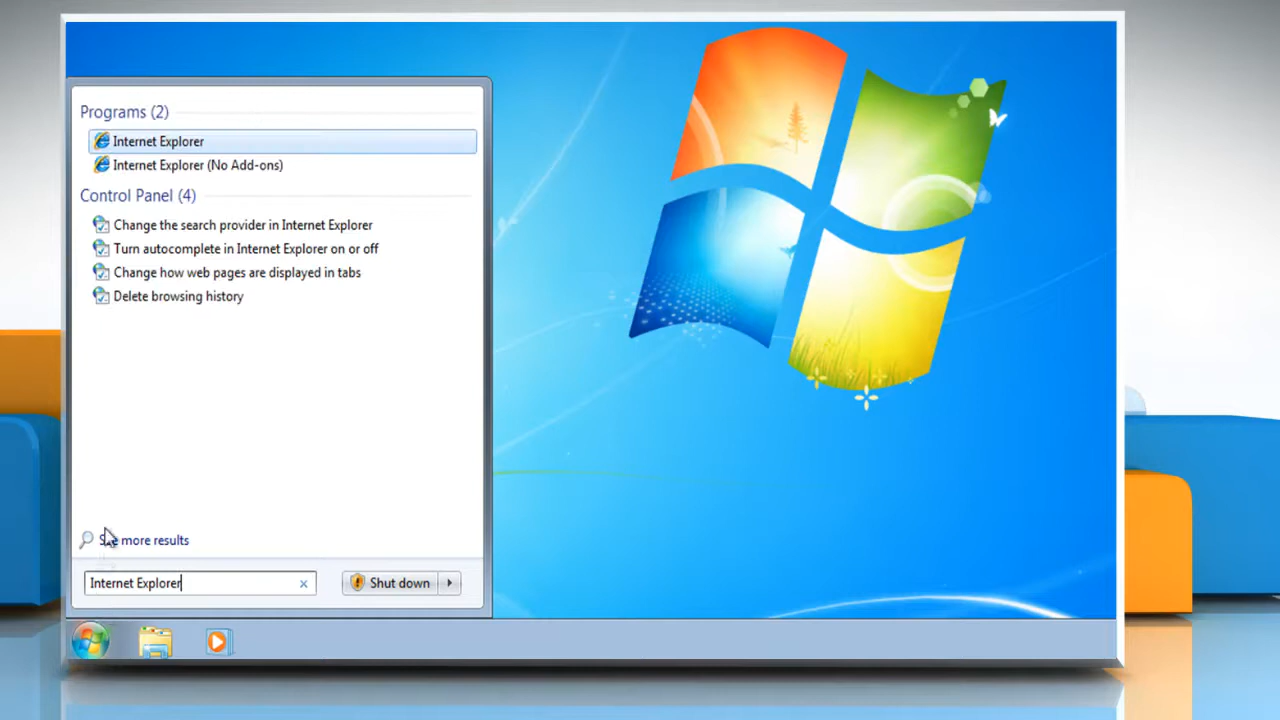 Programs (2)
Internet Explorer
Internet Explorer (No Add-ons)
Control Panel (4)
Change the search provider in Internet Explorer
Turn autocomplete in Internet Explorer on or off
Change how web pages are displayed in tabs
Delete browsing history
See more results
Internet Explorer
Shut down